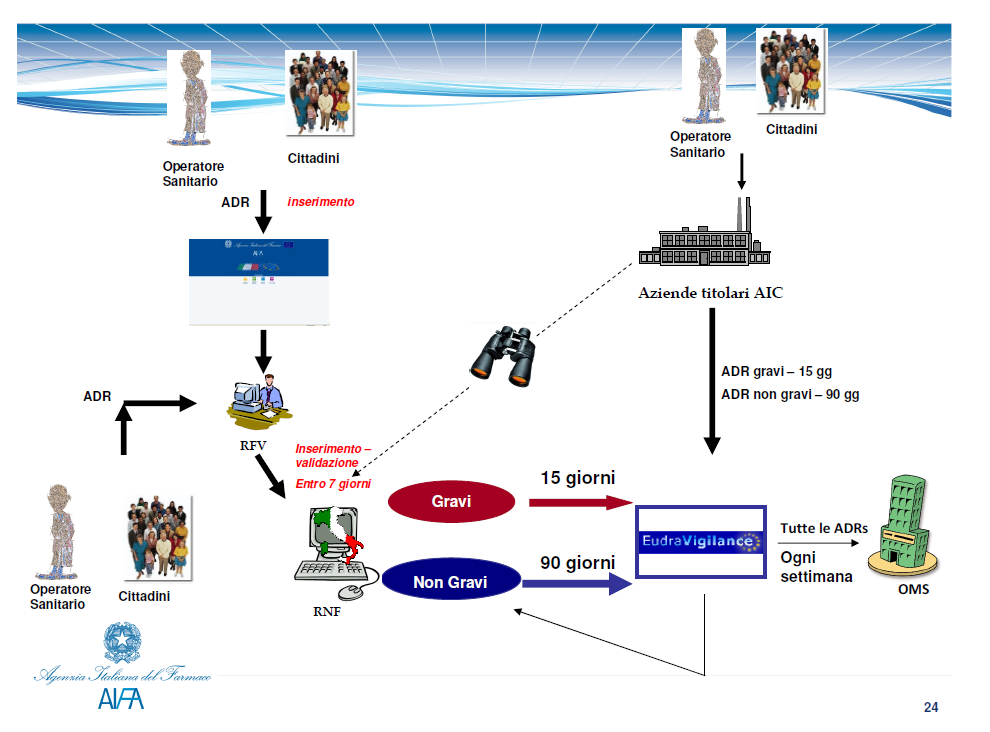 Operatore
Sanitario
Cittadini
Operatore
Sanitario
Cittadini
ADR
inserimento
Aziende titolari AIC
ADR gravi – 15 gg
ADR non gravi – 90 gg
ADR
RFV
Inserimento –
validazione
Entro 7 giorni
Gravi
15 giorni
EudraVigilance
Tutte le ADRs
Ogni
settimana
OMS
Non Gravi
90 giorni
RNF
Operatore
Sanitario
Cittadini
Agenzia Italiana del Farmaco
AIFA
24